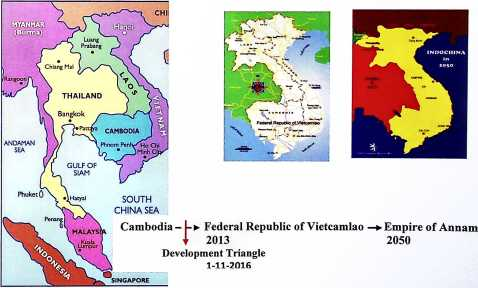 MYANMAR
(Burma)
Hanoi
Luang
Prabang
Chiang Mai
LAOS
VIETNAM
Rangoon
THAILAND
Bangkok
Pattaya
CAMBODIA
Phnom Penh
Ho Chi
Minh City
ANDAMAN
SEA
GULF OF
SIAM
SOUTH
CHINA SEA
Phuket
Hatyai
Penang
MALAYSIA
Kuala
Lumpur
INDONESIA
SINGAPORE
CAMBODIA
Federal Republic of Vietcamlao
INDOCHINA
in
2050
Cambodia
Federal Republic of Vietcamlao
2013
Empire of Annam
2050
Development Triangle
1-11-2016